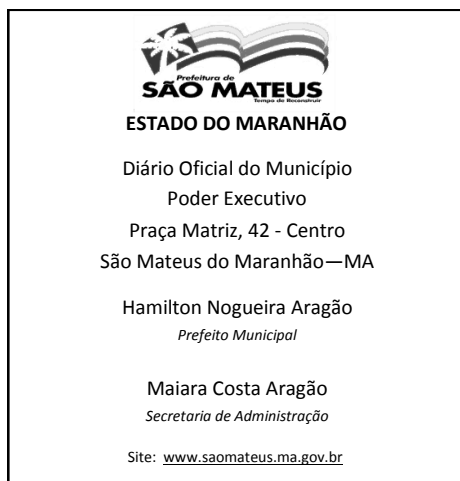 Prefeitura de
SÃO MATEUS
Tempo de Reconstruir
ESTADO DO MARANHÃO
Diário Oficial do Município
Poder Executivo
Praça Matriz, 42 - Centro
São Mateus do Maranhão—MA
Hamilton Nogueira Aragão
Prefeito Municipal
Maiara Costa Aragão
Secretaria de Administração
Site: www.saomateus.ma.gov.br